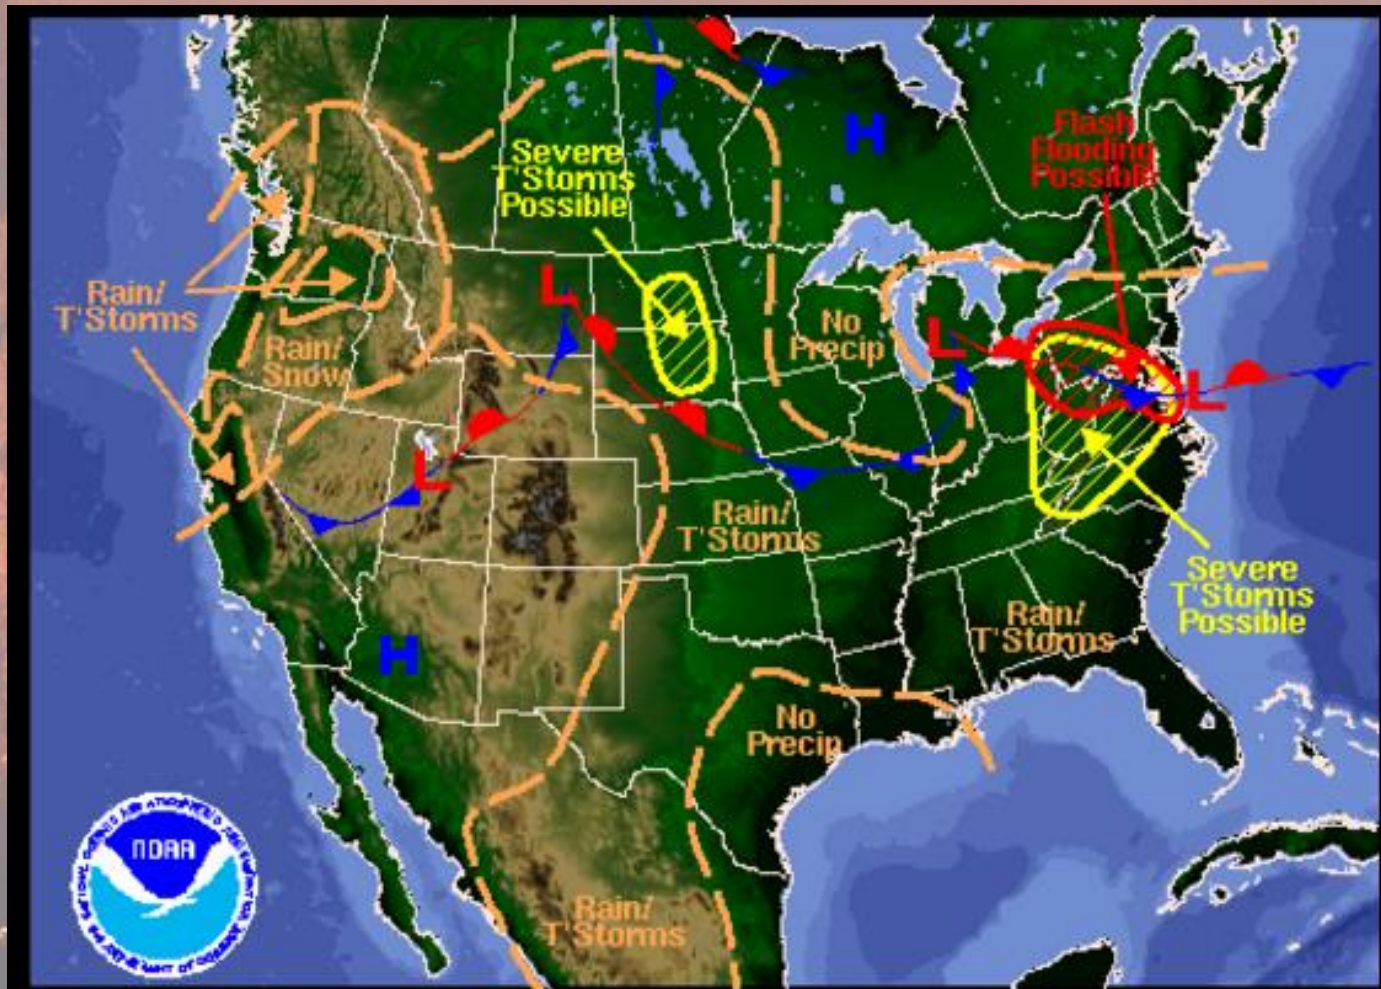 H
Flash
Flooding
Possible
Severe
T'Storms
Possible
L
Rain/
T'Storms
No
Precip
L
Rain/
Snow
L
L
Rain/
T'Storms
Severe
T'Storms
Possible
Rain/
T'Storms
H
No
Precip
NOAA
Rain/
T'Storms